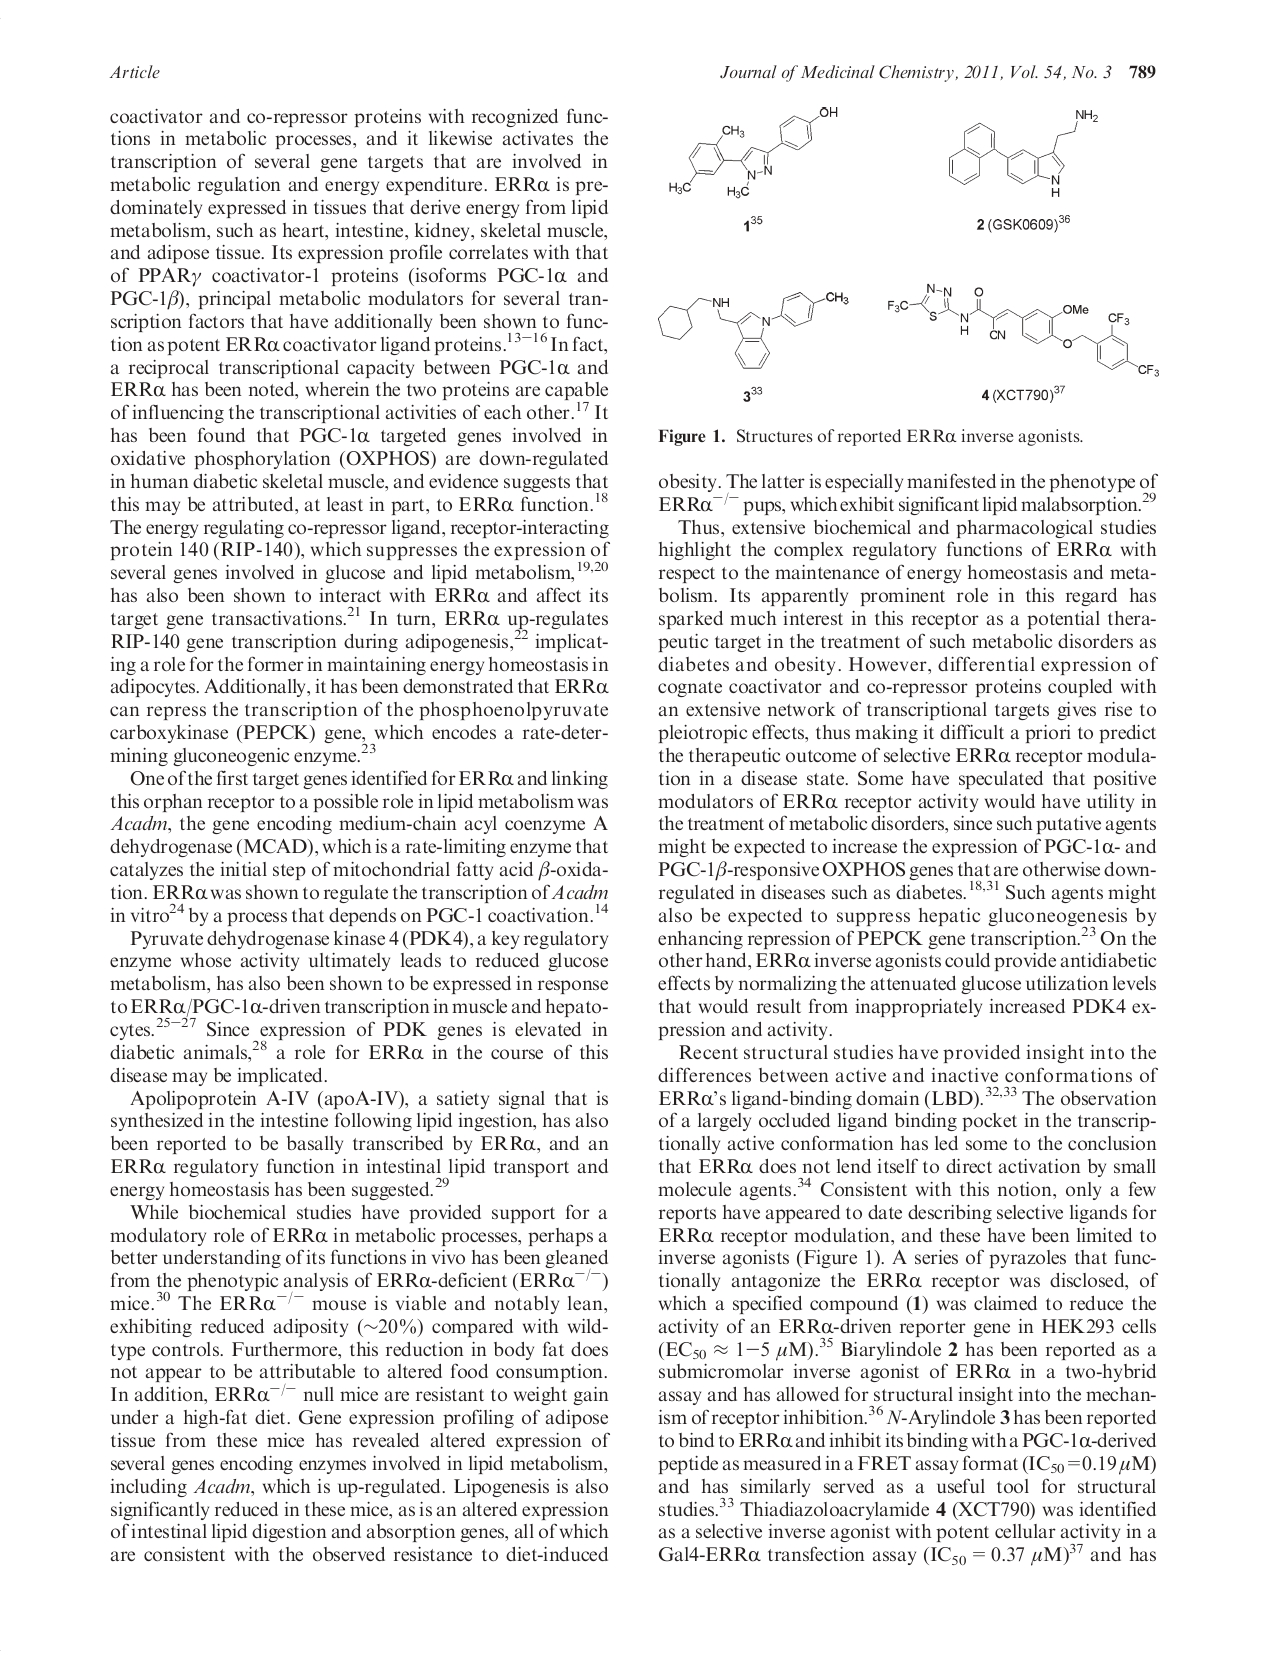 Article
Journal of Medicinal Chemistry, 2011, Vol. 54, No. 3 789
coactivator and co-repressor proteins with recognized func-
tions in metabolic processes, and it likewise activates the
transcription of several gene targets that are involved in
metabolic regulation and energy expenditure. ERRα is pre-
dominately expressed in tissues that derive energy from lipid
metabolism, such as heart, intestine, kidney, skeletal muscle,
and adipose tissue. Its expression profile correlates with that
of PPARγ coactivator-1 proteins (isoforms PGC-1α and
PGC-1β), principal metabolic modulators for several tran-
scription factors that have additionally been shown to func-
tion as potent ERRα coactivator ligand proteins.13−16 In fact,
a reciprocal transcriptional capacity between PGC-1α and
ERRα has been noted, wherein the two proteins are capable
of influencing the transcriptional activities of each other.17 It
has been found that PGC-1α targeted genes involved in
oxidative phosphorylation (OXPHOS) are down-regulated
in human diabetic skeletal muscle, and evidence suggests that
this may be attributed, at least in part, to ERRα function.18
The energy regulating co-repressor ligand, receptor-interacting
protein 140 (RIP-140), which suppresses the expression of
several genes involved in glucose and lipid metabolism,19,20
has also been shown to interact with ERRα and affect its
target gene transactivations.21 In turn, ERRα up-regulates
RIP-140 gene transcription during adipogenesis,22 implicat-
ing a role for the former in maintaining energy homeostasis in
adipocytes. Additionally, it has been demonstrated that ERRα
can repress the transcription of the phosphoenolpyruvate
carboxykinase (PEPCK) gene, which encodes a rate-deter-
mining gluconeogenic enzyme.23
One of the first target genes identified for ERRα and linking
this orphan receptor to a possible role in lipid metabolism was
Acadm, the gene encoding medium-chain acyl coenzyme A
dehydrogenase (MCAD), which is a rate-limiting enzyme that
catalyzes the initial step of mitochondrial fatty acid β-oxida-
tion. ERRα was shown to regulate the transcription of Acadm
in vitro24 by a process that depends on PGC-1 coactivation.14
Pyruvate dehydrogenase kinase 4 (PDK4), a key regulatory
enzyme whose activity ultimately leads to reduced glucose
metabolism, has also been shown to be expressed in response
to ERRα/PGC-1α-driven transcription in muscle and hepato-
cytes.25−27 Since expression of PDK genes is elevated in
diabetic animals,28 a role for ERRα in the course of this
disease may be implicated.
Apolipoprotein A-IV (apoA-IV), a satiety signal that is
synthesized in the intestine following lipid ingestion, has also
been reported to be basally transcribed by ERRα, and an
ERRα regulatory function in intestinal lipid transport and
energy homeostasis has been suggested.29
While biochemical studies have provided support for a
modulatory role of ERRα in metabolic processes, perhaps a
better understanding of its functions in vivo has been gleaned
from the phenotypic analysis of ERRα-deficient (ERRα−/−)
mice.30 The ERRα−/− mouse is viable and notably lean,
exhibiting reduced adiposity (∼20%) compared with wild-
type controls. Furthermore, this reduction in body fat does
not appear to be attributable to altered food consumption.
In addition, ERRα−/− null mice are resistant to weight gain
under a high-fat diet. Gene expression profiling of adipose
tissue from these mice has revealed altered expression of
several genes encoding enzymes involved in lipid metabolism,
including Acadm, which is up-regulated. Lipogenesis is also
significantly reduced in these mice, as is an altered expression
of intestinal lipid digestion and absorption genes, all of which
are consistent with the observed resistance to diet-induced
OH
CH3
N
N
H3C
H3C
1 35
NH2
N
H
2 (GSK0609)36
NH
N
CH3
3 33
N N
F3C
S
N
H
O
CN
OMe
O
CF3
CF3
4 (XCT790)37
Figure 1. Structures of reported ERRα inverse agonists.
obesity. The latter is especially manifested in the phenotype of
ERRα−/− pups, which exhibit significant lipid malabsorption.29
Thus, extensive biochemical and pharmacological studies
highlight the complex regulatory functions of ERRα with
respect to the maintenance of energy homeostasis and meta-
bolism. Its apparently prominent role in this regard has
sparked much interest in this receptor as a potential thera-
peutic target in the treatment of such metabolic disorders as
diabetes and obesity. However, differential expression of
cognate coactivator and co-repressor proteins coupled with
an extensive network of transcriptional targets gives rise to
pleiotropic effects, thus making it difficult a priori to predict
the therapeutic outcome of selective ERRα receptor modula-
tion in a disease state. Some have speculated that positive
modulators of ERRα receptor activity would have utility in
the treatment of metabolic disorders, since such putative agents
might be expected to increase the expression of PGC-1α- and
PGC-1β-responsive OXPHOS genes that are otherwise down-
regulated in diseases such as diabetes.18,31 Such agents might
also be expected to suppress hepatic gluconeogenesis by
enhancing repression of PEPCK gene transcription.23 On the
other hand, ERRα inverse agonists could provide antidiabetic
effects by normalizing the attenuated glucose utilization levels
that would result from inappropriately increased PDK4 ex-
pression and activity.
Recent structural studies have provided insight into the
differences between active and inactive conformations of
ERRα's ligand-binding domain (LBD).32,33 The observation
of a largely occluded ligand binding pocket in the transcrip-
tionally active conformation has led some to the conclusion
that ERRα does not lend itself to direct activation by small
molecule agents.34 Consistent with this notion, only a few
reports have appeared to date describing selective ligands for
ERRα receptor modulation, and these have been limited to
inverse agonists (Figure 1). A series of pyrazoles that func-
tionally antagonize the ERRα receptor was disclosed, of
which a specified compound (1) was claimed to reduce the
activity of an ERRα-driven reporter gene in HEK293 cells
(EC50 ≈ 1−5 μM).35 Biarylindole 2 has been reported as a
submicromolar inverse agonist of ERRα in a two-hybrid
assay and has allowed for structural insight into the mechan-
ism of receptor inhibition.36 N-Arylindole 3 has been reported
to bind to ERRα and inhibit its binding with a PGC-1α-derived
peptide as measured in a FRET assay format (IC50 = 0.19 μM)
and has similarly served as a useful tool for structural
studies.33 Thiadiazoloacrylamide 4 (XCT790) was identified
as a selective inverse agonist with potent cellular activity in a
Gal4-ERRα transfection assay (IC50 = 0.37 μM)37 and has